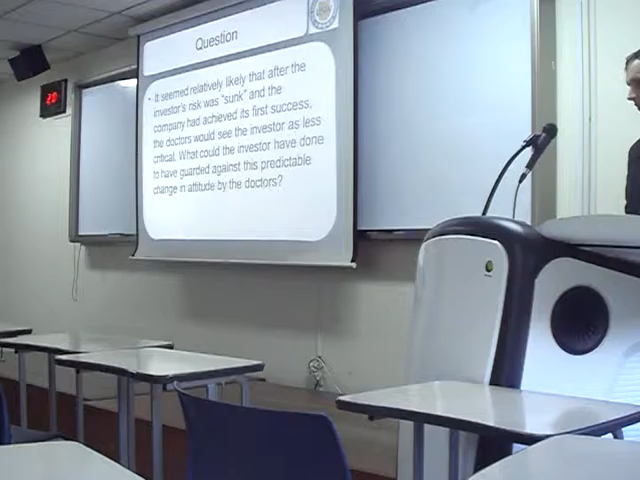 Question
• It seemed relatively likely that after the
investor's risk was "sunk" and the
company had achieved its first success,
the doctors would see the investor as less
critical. What could the investor have done
to have guarded against this predictable
change in attitude by the doctors?